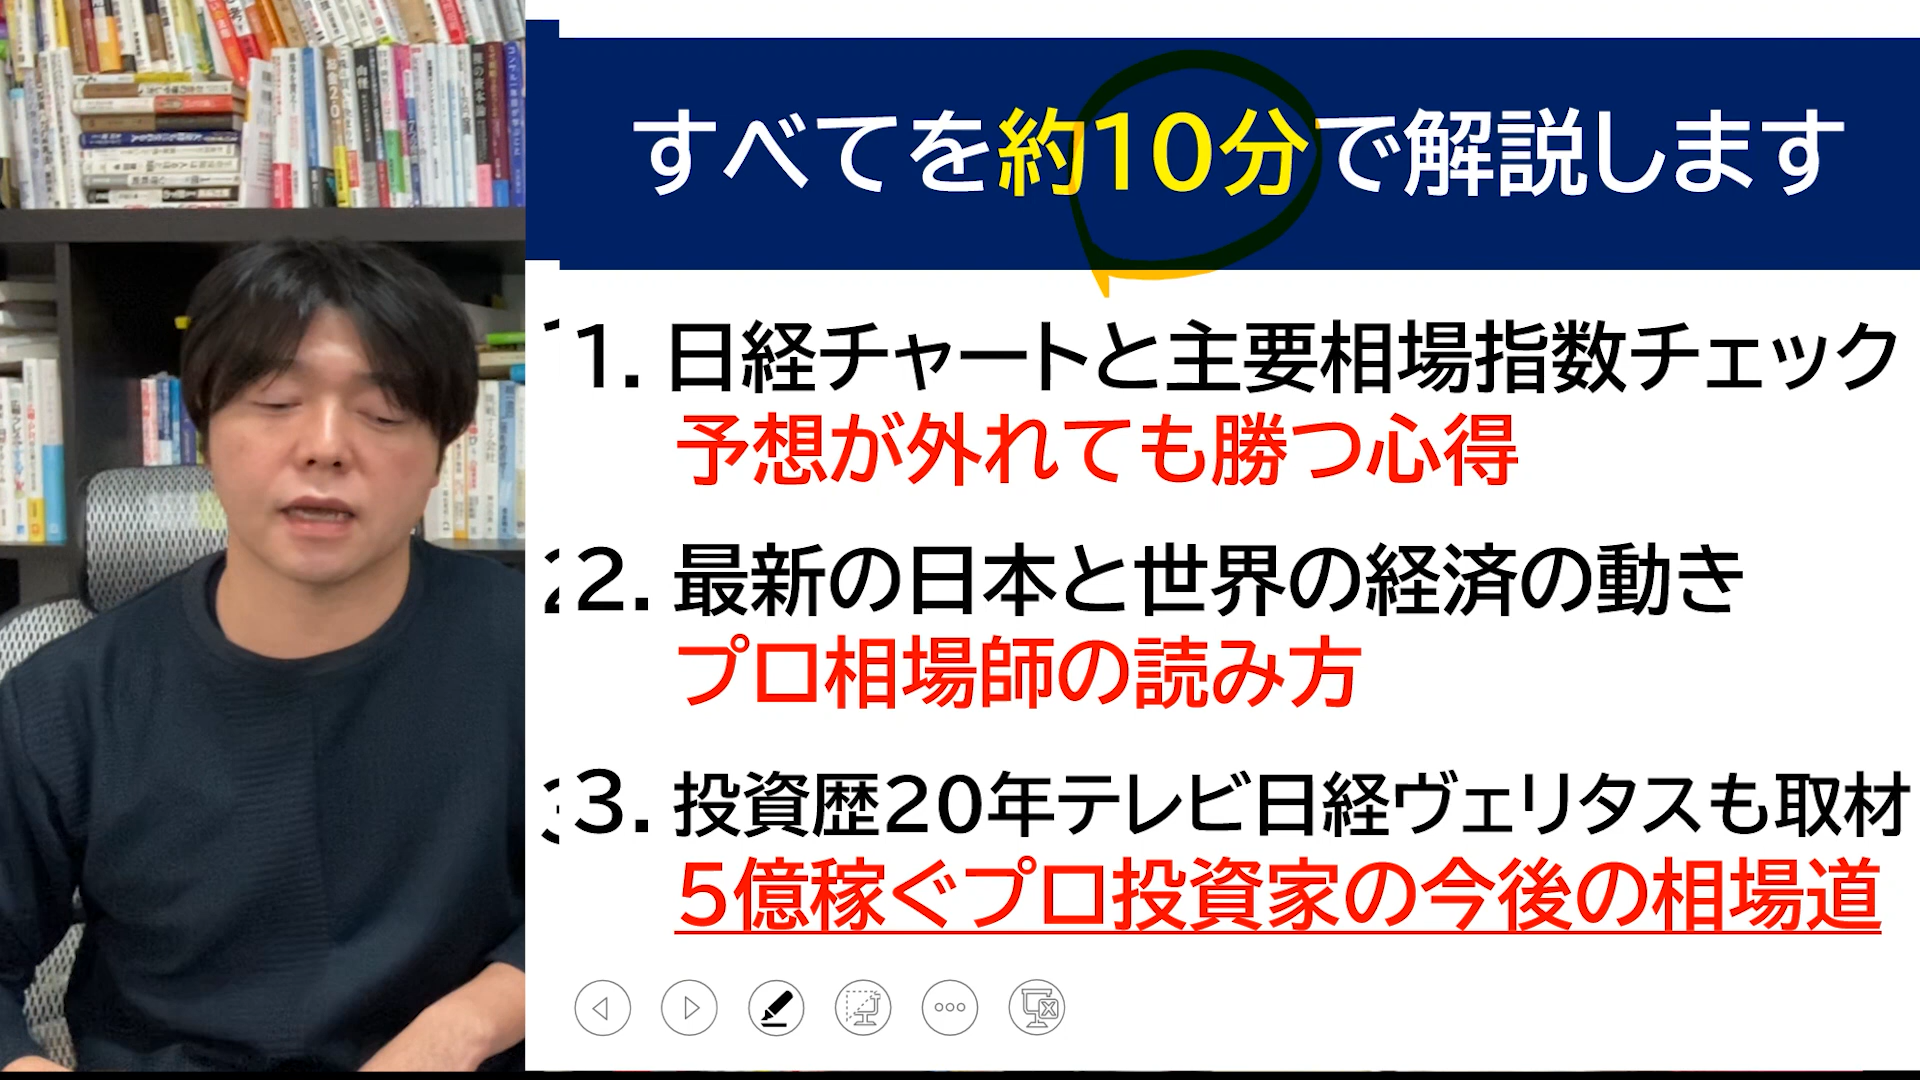 すべてを約10分で解説します
1. 日経チャートと主要相場指数チェック
予想が外れても勝つ心得
2. 最新の日本と世界の経済の動き
プロ相場師の読み方
3. 投資歴20年テレビ日経ヴェリタスも取材
5億稼ぐプロ投資家の今後の相場道